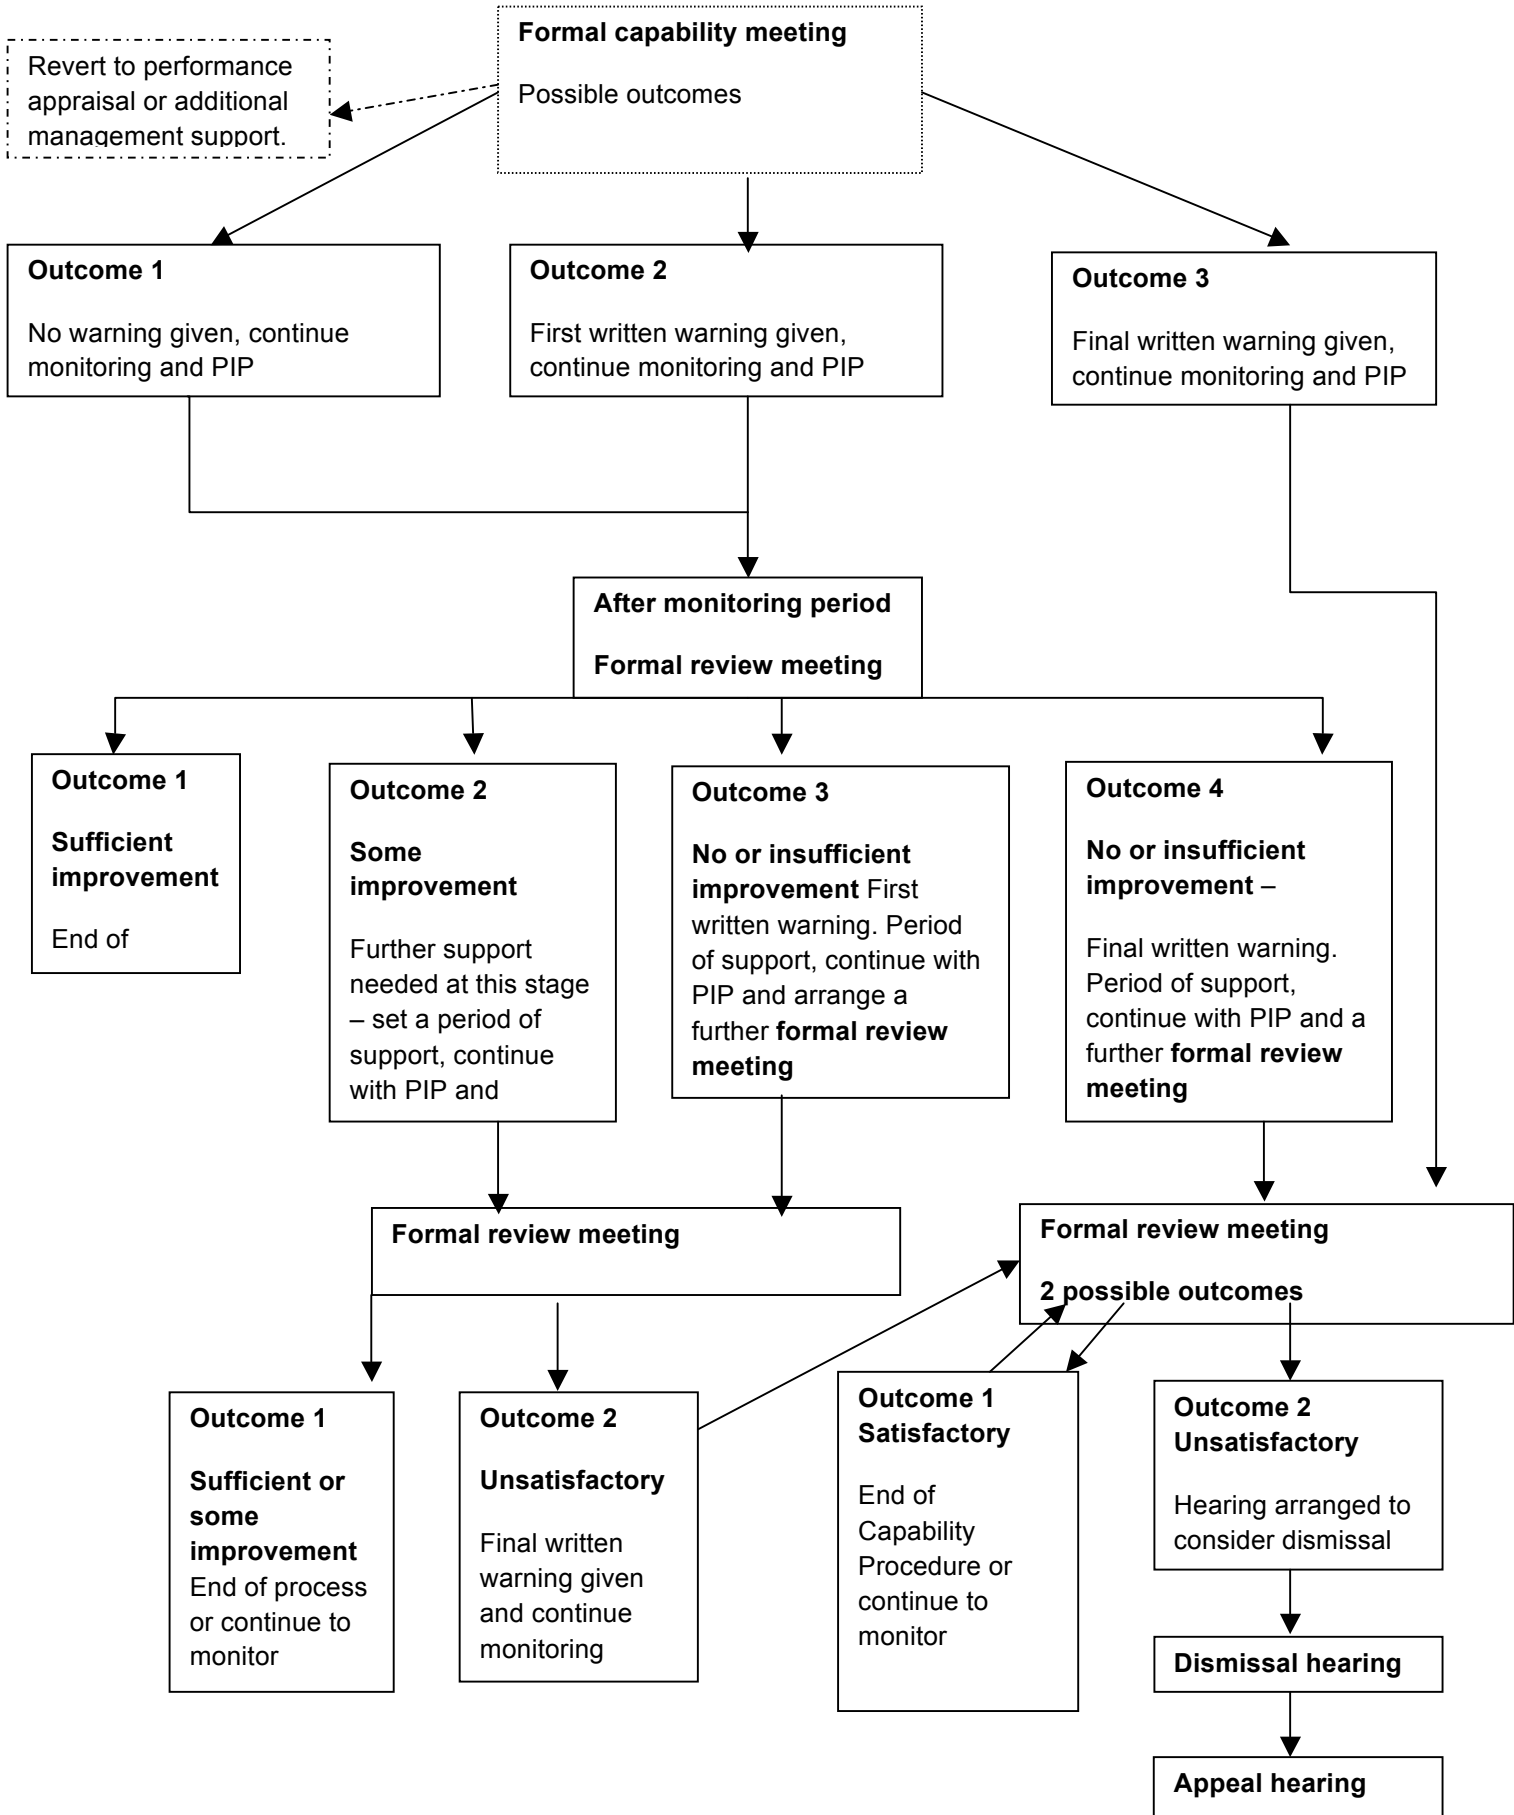 Formal capability meeting
Possible outcomes
Revert to performance
appraisal or additional
management support.
Outcome 1
No warning given, continue
monitoring and PIP
Outcome 2
First written warning given,
continue monitoring and PIP
Outcome 3
Final written warning given,
continue monitoring and PIP
After monitoring period
Formal review meeting
Outcome 1
Sufficient
improvement
End of
Outcome 2
Some
improvement
Further support
needed at this stage
– set a period of
support, continue
with PIP and
Outcome 3
No or insufficient
improvement First
written warning. Period
of support, continue with
PIP and arrange a
further formal review
meeting
Outcome 4
No or insufficient
improvement –
Final written warning.
Period of support,
continue with PIP and a
further formal review
meeting
Formal review meeting
Formal review meeting
2 possible outcomes
Outcome 1
Sufficient or
some
improvement
End of process
or continue to
monitor
Outcome 2
Unsatisfactory
Final written
warning given
and continue
monitoring
Outcome 1
Satisfactory
End of
Capability
Procedure or
continue to
monitor
Outcome 2
Unsatisfactory
Hearing arranged to
consider dismissal
Dismissal hearing
Appeal hearing